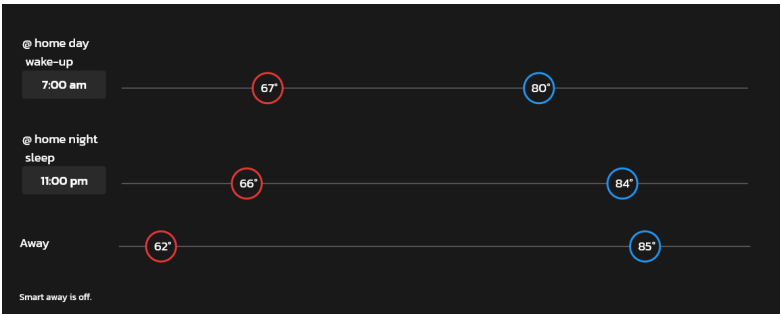 @ home day
wake-up
7:00 am
67°
80°
@ home night
sleep
11:00 pm
66°
84°
Away
62°
85°
Smart away is off.